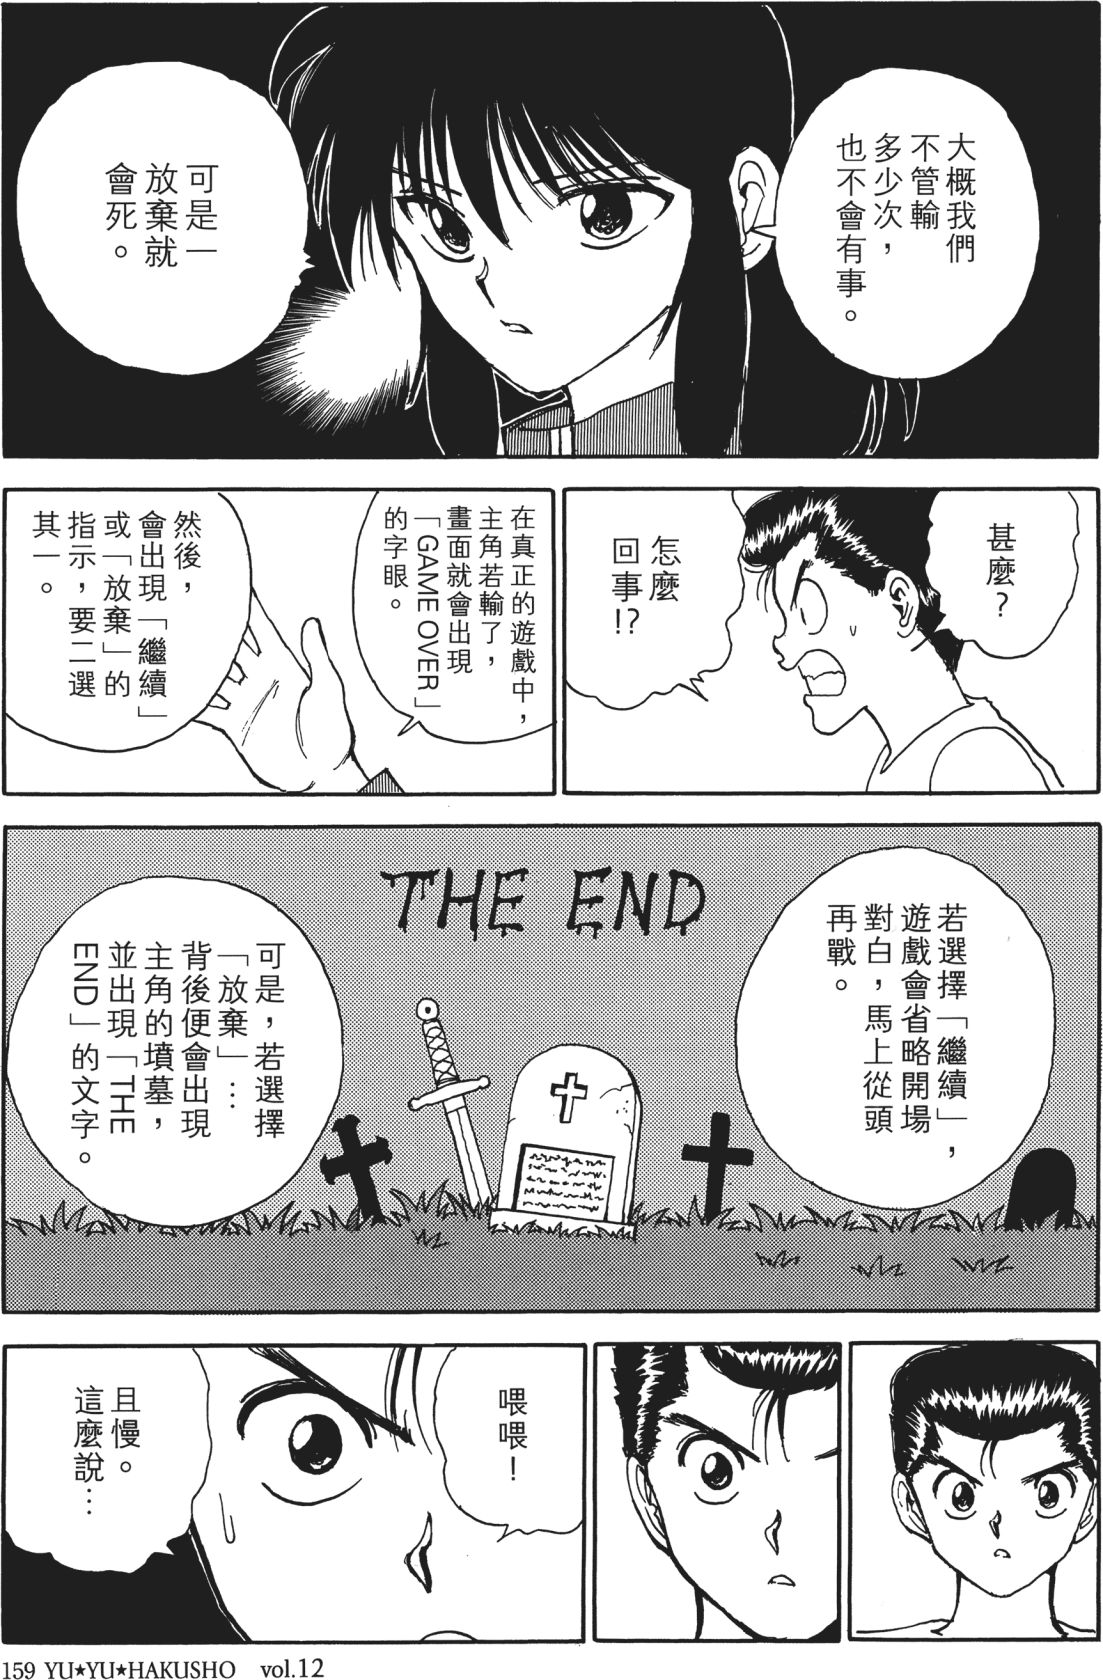 大概我們
不管輸
多少次，
也不會有事。
可是一
放棄就
會死。
甚麼？
怎麼
回事!?
在真正的遊戲中，
主角若輸了，
畫面就會出現
「GAME OVER」
的字眼。
然後，
會出現「繼續」
或「放棄」的
指示，要二選
其一。
若選擇「繼續」，
遊戲會省略開場
對白，馬上從頭
再戰。
THE END
可是，若選擇
「放棄」…
背後便會出現
主角的墳墓，
並出現「THE
END」的文字。
喂喂！
且慢。
這麼說…
159 YU★YU★HAKUSHO vol.12